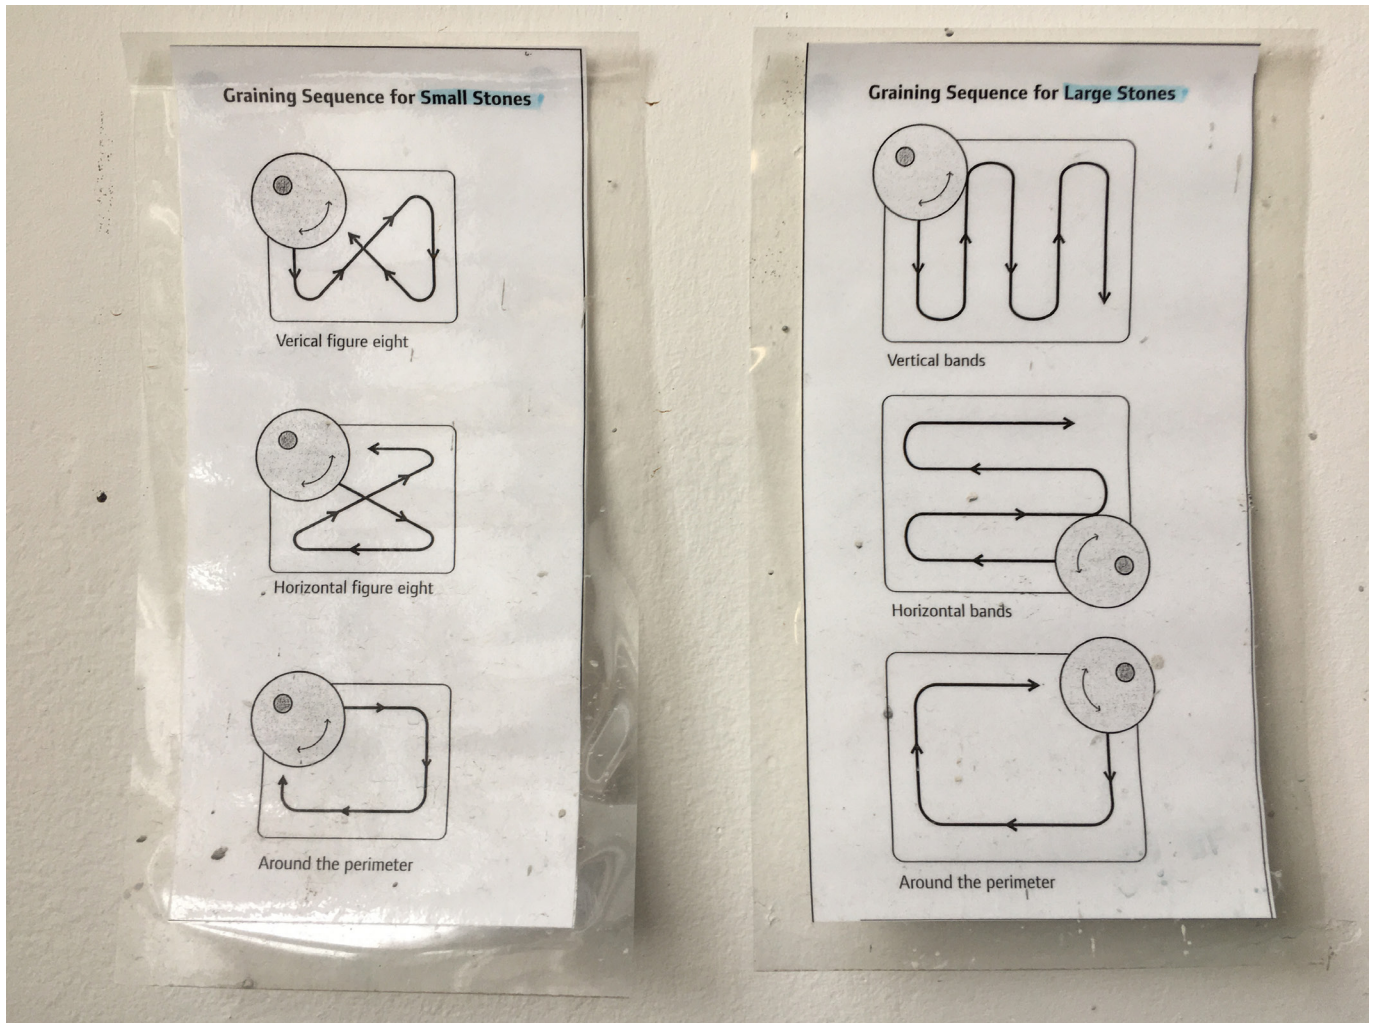 Graining Sequence for Small Stones
Verical figure eight
Horizontal figure eight
Around the perimeter
Graining Sequence for Large Stones
Vertical bands
Horizontal bands
Around the perimeter